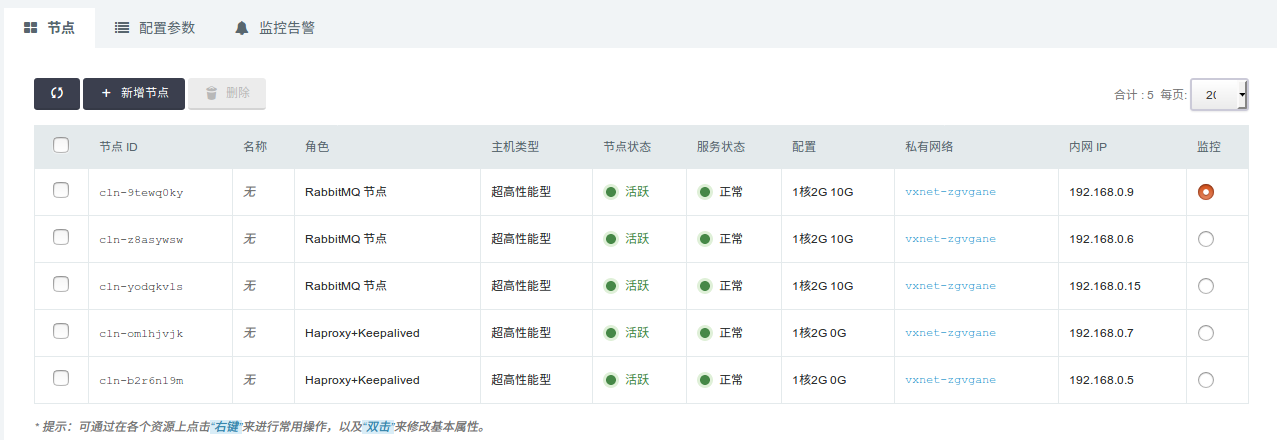 节点 配置参数 监控告警
+ 新增节点 删除 合计 : 5 每页: 20
节点 ID 名称 角色 主机类型 节点状态 服务状态 配置 私有网络 内网 IP 监控
cln-9tewq0ky 无 RabbitMQ 节点 超高性能型 活跃 正常 1核2G 10G vxnet-zgvgane 192.168.0.9
cln-z8asywsw 无 RabbitMQ 节点 超高性能型 活跃 正常 1核2G 10G vxnet-zgvgane 192.168.0.6
cln-yodqkvls 无 RabbitMQ 节点 超高性能型 活跃 正常 1核2G 10G vxnet-zgvgane 192.168.0.15
cln-omlhjvjk 无 Haproxy+Keepalived 超高性能型 活跃 正常 1核2G 0G vxnet-zgvgane 192.168.0.7
cln-b2r6n19m 无 Haproxy+Keepalived 超高性能型 活跃 正常 1核2G 0G vxnet-zgvgane 192.168.0.5
* 提示：可通过在各个资源上点击“右键”来进行常用操作，以及“双击”来修改基本属性。